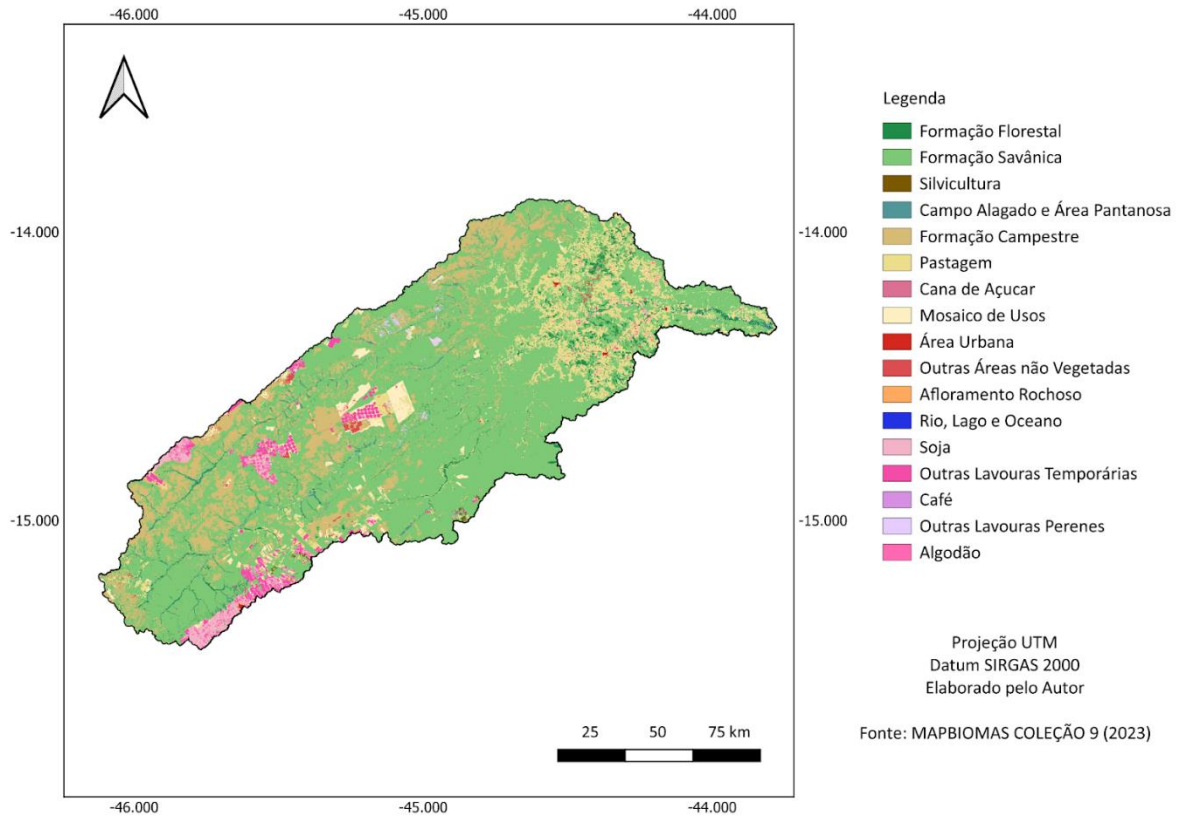 -46.000 -45.000 -44.000
Legenda
Formação Florestal
Formação Savânica
Silvicultura
Campo Alagado e Área Pantanosa
Formação Campestre
Pastagem
Cana de Açucar
Mosaico de Usos
Área Urbana
Outras Áreas não Vegetadas
Afloramento Rochoso
Rio, Lago e Oceano
Soja
Outras Lavouras Temporárias
Café
Outras Lavouras Perenes
Algodão
-14.000 -14.000
-15.000 -15.000
Projeção UTM
Datum SIRGAS 2000
Elaborado pelo Autor
Fonte: MAPBIOMAS COLEÇÃO 9 (2023)
25 50 75 km
-46.000 -45.000 -44.000